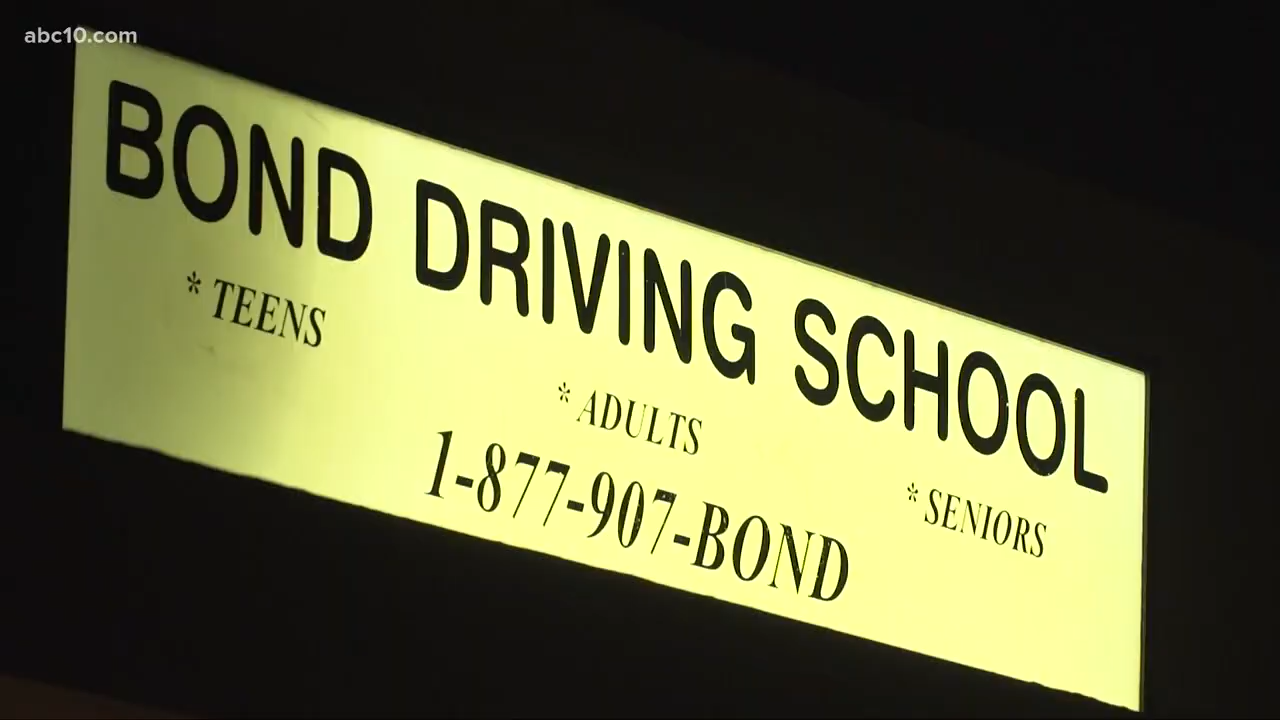 abc10.com
BOND DRIVING SCHOOL
* TEENS
* ADULTS
* SENIORS
1-877-907-BOND